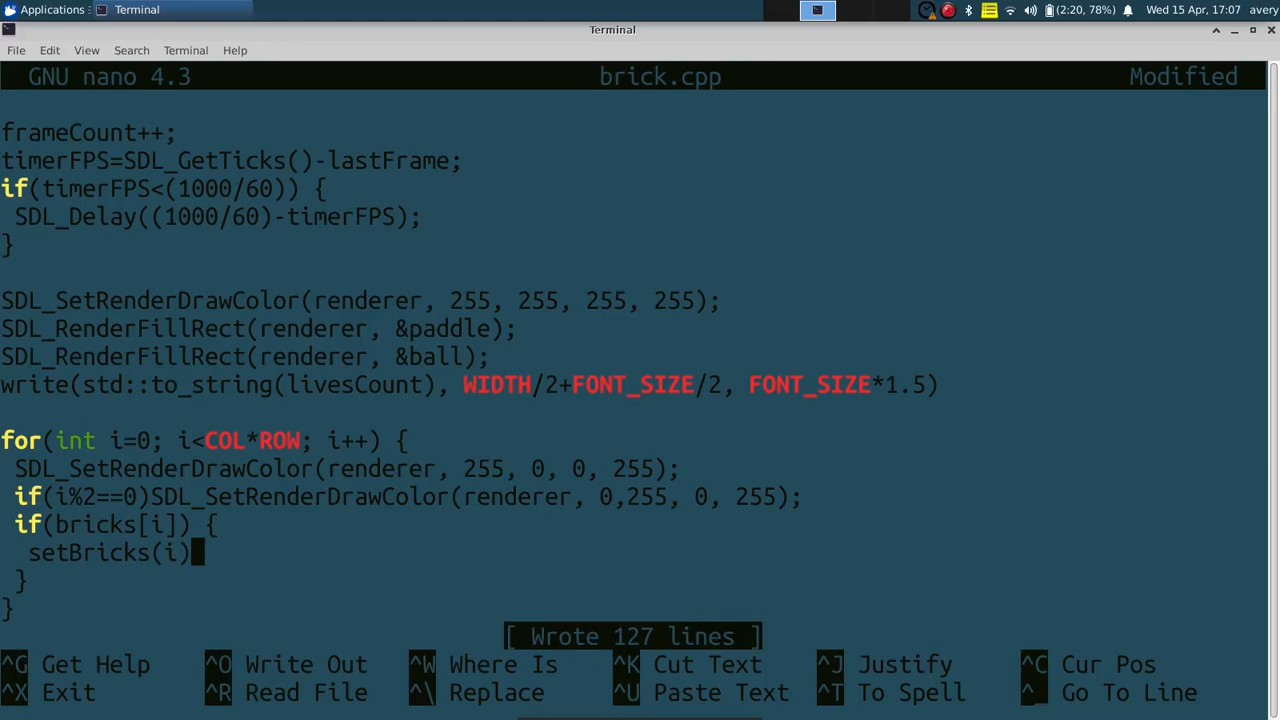 Applications Terminal (2:20, 78%) Wed 15 Apr, 17:07 avery
Terminal
File Edit View Search Terminal Help
GNU nano 4.3 brick.cpp Modified
frameCount++;
timerFPS=SDL_GetTicks()-lastFrame;
if(timerFPS<(1000/60)) {
SDL_Delay((1000/60)-timerFPS);
}
SDL_SetRenderDrawColor(renderer, 255, 255, 255, 255);
SDL_RenderFillRect(renderer, &paddle);
SDL_RenderFillRect(renderer, &ball);
write(std::to_string(livesCount), WIDTH/2+FONT_SIZE/2, FONT_SIZE*1.5)
for(int i=0; i<COL*ROW; i++) {
SDL_SetRenderDrawColor(renderer, 255, 0, 0, 255);
if(i%2==0)SDL_SetRenderDrawColor(renderer, 0,255, 0, 255);
if(bricks[i]) {
setBricks(i)
}
}
[ Wrote 127 lines ]
^G Get Help ^O Write Out ^W Where Is ^K Cut Text ^J Justify ^C Cur Pos
^X Exit ^R Read File ^\ Replace ^U Paste Text ^T To Spell ^_ Go To Line